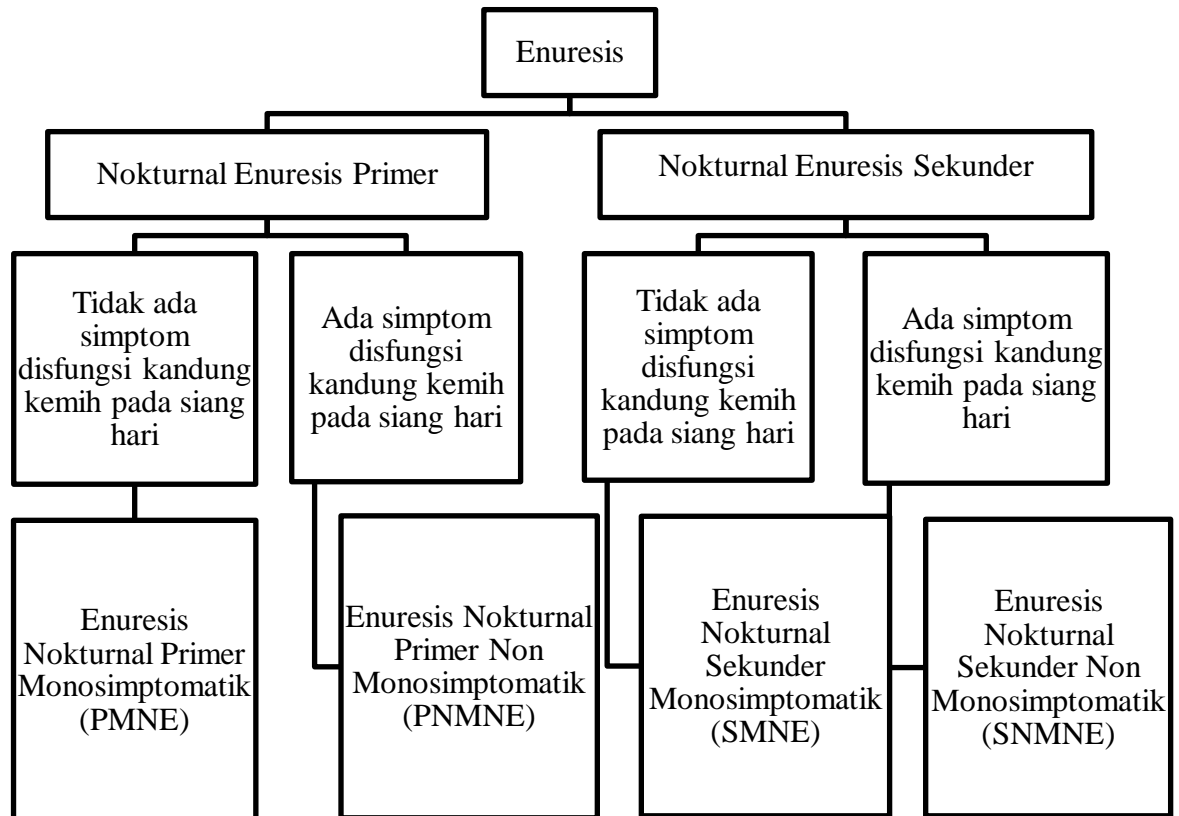 Enuresis
Nokturnal Enuresis Primer
Nokturnal Enuresis Sekunder
Tidak ada
simptom
disfungsi kandung
kemih pada siang
hari
Ada simptom
disfungsi
kandung kemih
pada siang hari
Tidak ada
simptom
disfungsi
kandung kemih
pada siang hari
Ada simptom
disfungsi kandung
kemih pada siang
hari
Enuresis
Nokturnal Primer
Monosimptomatik
(PMNE)
Enuresis Nokturnal
Primer Non
Monosimptomatik
(PNMNE)
Enuresis
Nokturnal
Sekunder
Monosimptomatik
(SMNE)
Enuresis
Nokturnal
Sekunder Non
Monosimptomatik
(SNMNE)